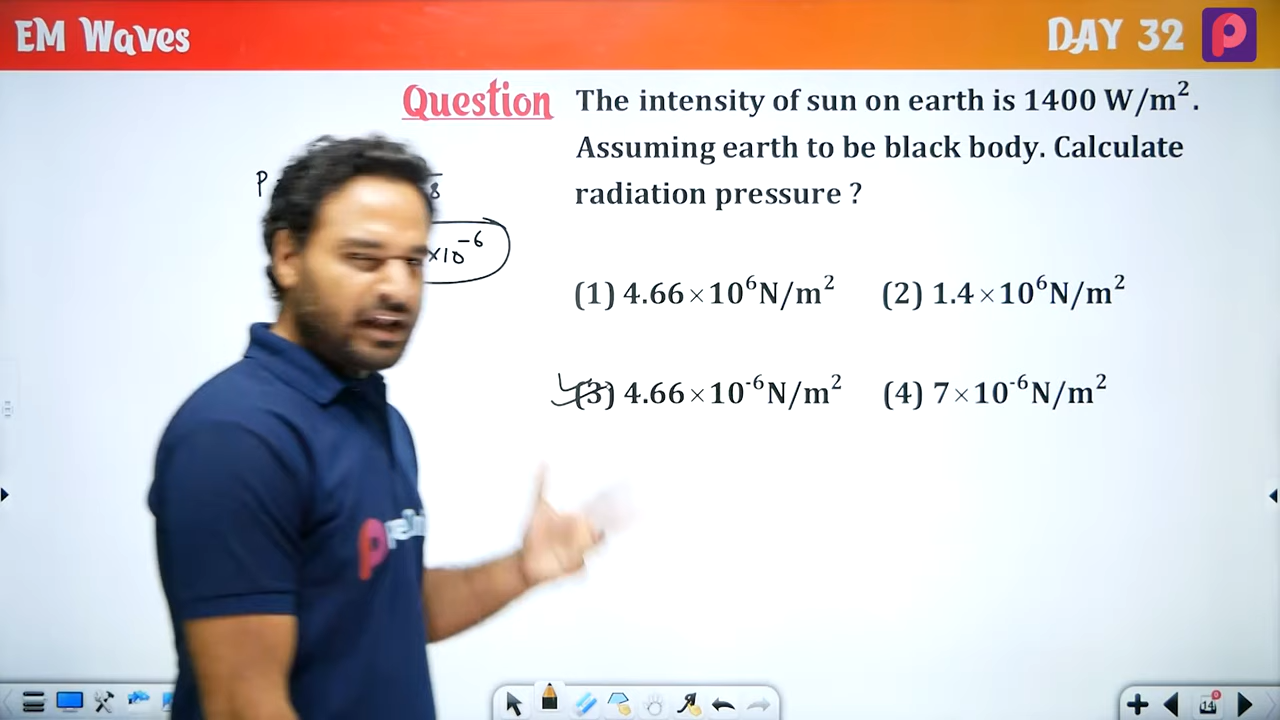 EM Waves
DAY 32
Question The intensity of sun on earth is 1400 W/m².
Assuming earth to be black body. Calculate
radiation pressure ?
P
8
×10⁻⁶
(1) 4.66×10⁶N/m² (2) 1.4×10⁶N/m²
(3) 4.66×10⁻⁶N/m² (4) 7×10⁻⁶N/m²
14